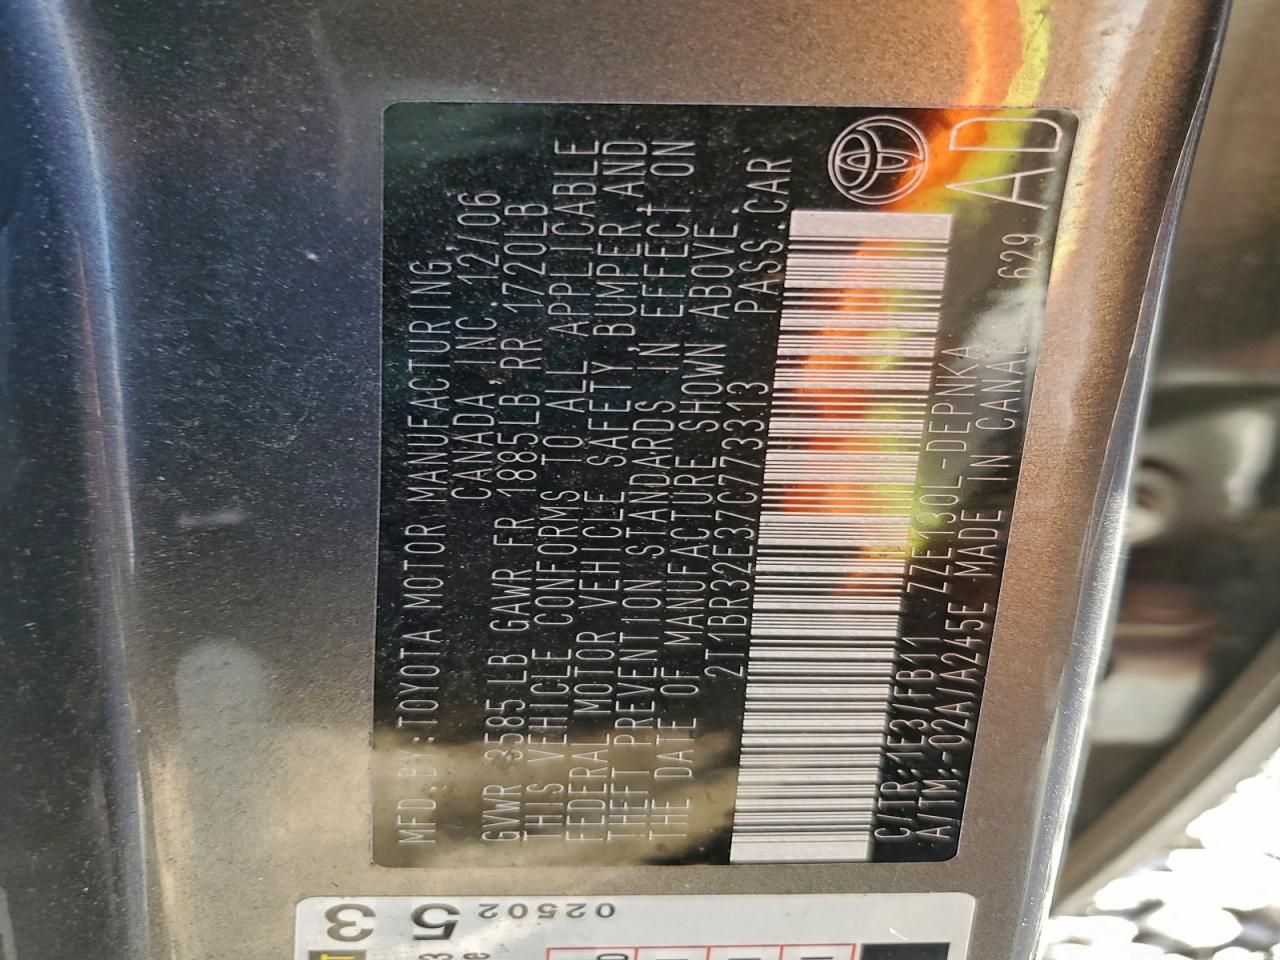 MFD.BY:TOYOTA MOTOR MANUFACTURING,
CANADA, INC. 12/06
GVWR 3585LB GAWR FR 1885LB RR 1720LB
THIS VEHICLE CONFORMS TO ALL APPLICABLE
FEDERAL MOTOR VEHICLE SAFETY BUMPER, AND
THEFT PREVENTION STANDARDS IN EFFECT ON
THE DATE OF MANUFACTURE SHOWN ABOVE.
2T1BR32E37C773313 PASS.CAR
C/TR:1E3/FB11 ZZE130L-DEPNKA
A/TM:-02A/A245E MADE IN CANA 629
AD
3 5 02502